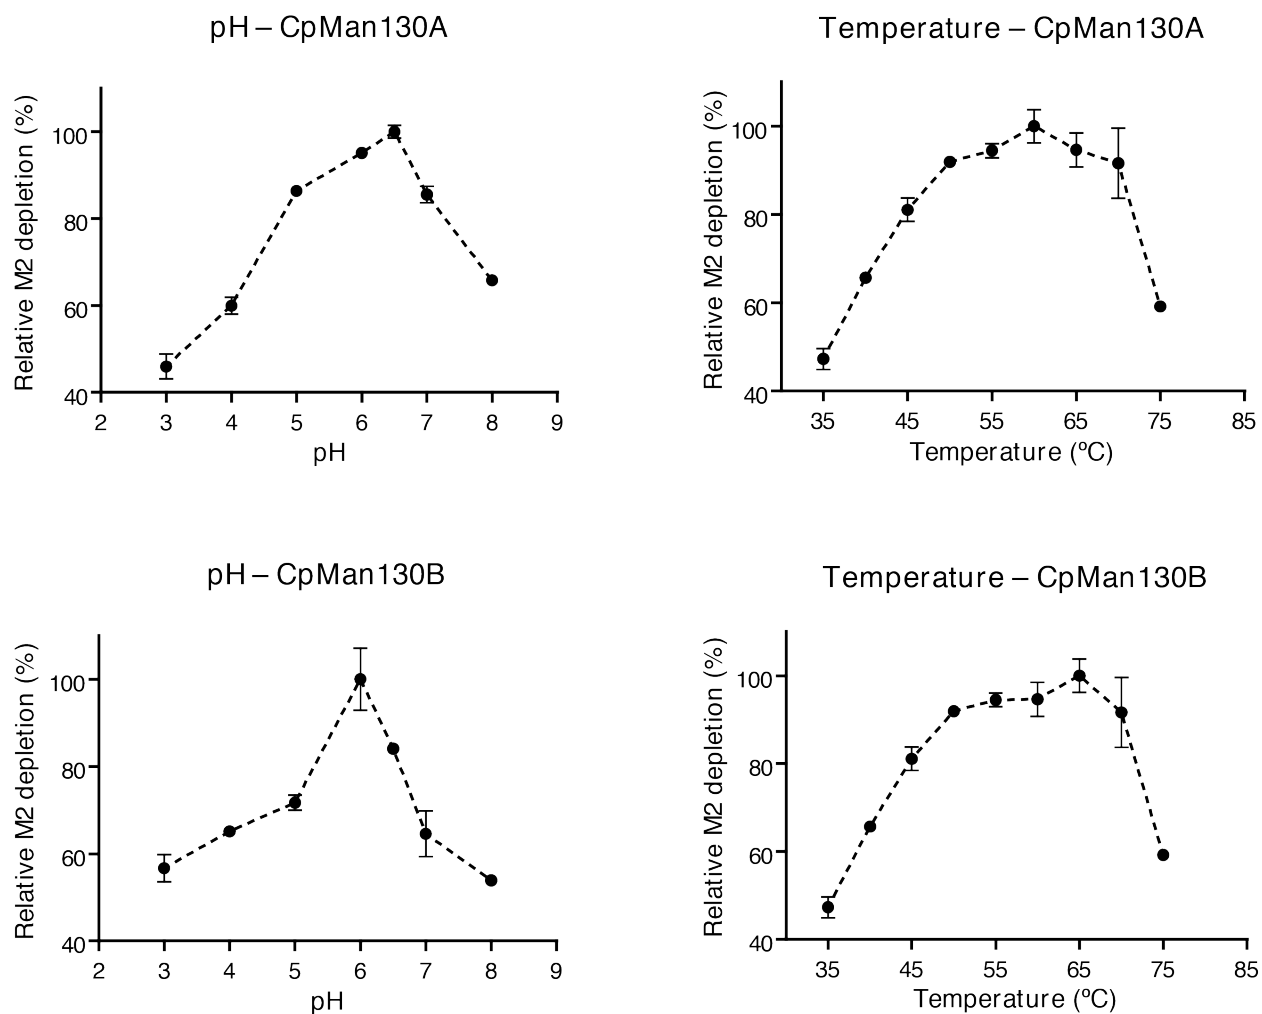 pH – CpMan130A
Relative M2 depletion (%)
100
80
60
40
2 3 4 5 6 7 8 9
pH
Temperature – CpMan130A
Relative M2 depletion (%)
100
80
60
40
35 45 55 65 75 85
Temperature (ºC)
pH – CpMan130B
Relative M2 depletion (%)
100
80
60
40
2 3 4 5 6 7 8 9
pH
Temperature – CpMan130B
Relative M2 depletion (%)
100
80
60
40
35 45 55 65 75 85
Temperature (ºC)